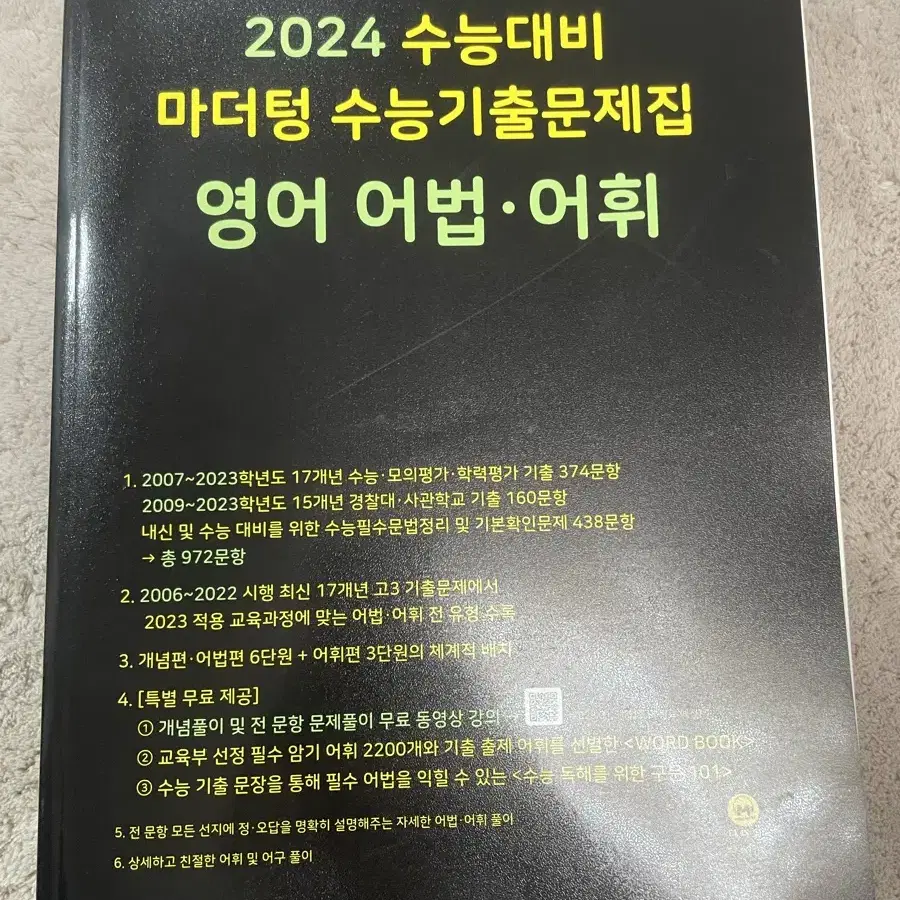 2024 수능대비
마더텅 수능기출문제집
영어 어법·어휘
1. 2007~2023학년도 17개년 수능·모의평가·학력평가 기출 374문항
2009~2023학년도 15개년 경찰대·사관학교 기출 160문항
내신 및 수능 대비를 위한 수능필수문법정리 및 기본확인문제 438문항
→ 총 972문항
2. 2006~2022 시행 최신 17개년 고3 기출문제에서
2023 적용 교육과정에 맞는 어법·어휘 전 유형 수록
3. 개념편·어법편 6단원 + 어휘편 3단원의 체계적 배치
4. [특별 무료 제공]
① 개념풀이 및 전 문항 문제풀이 무료 동영상 강의 →
② 교육부 선정 필수 암기 어휘 2200개와 기출 출제 어휘를 선별한 <WORD BOOK>
③ 수능 기출 문장을 통해 필수 어법을 익힐 수 있는 <수능 독해를 위한 구문 101>
5. 전 문항 모든 선지에 정·오답을 명확히 설명해주는 자세한 어법·어휘 풀이
6. 상세하고 친절한 어휘 및 어구 풀이